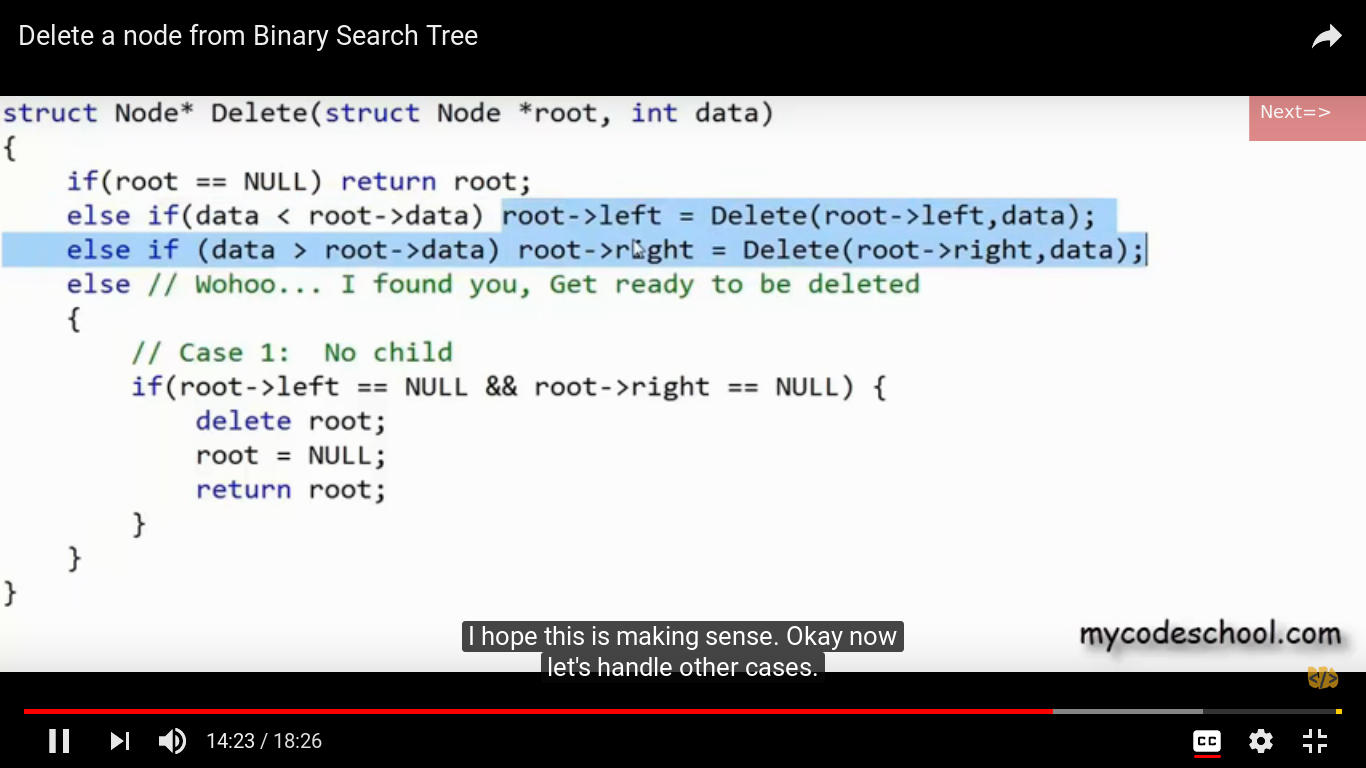 Delete a node from Binary Search Tree
struct Node* Delete(struct Node *root, int data)
Next=>
{
if(root == NULL) return root;
else if(data < root->data) root->left = Delete(root->left,data);
else if (data > root->data) root->right = Delete(root->right,data);
else // Wohoo... I found you, Get ready to be deleted
{
// Case 1:  No child
if(root->left == NULL && root->right == NULL) {
delete root;
root = NULL;
return root;
}
}
}
I hope this is making sense. Okay now
let's handle other cases.
mycodeschool.com
</>
14:23 / 18:26
CC